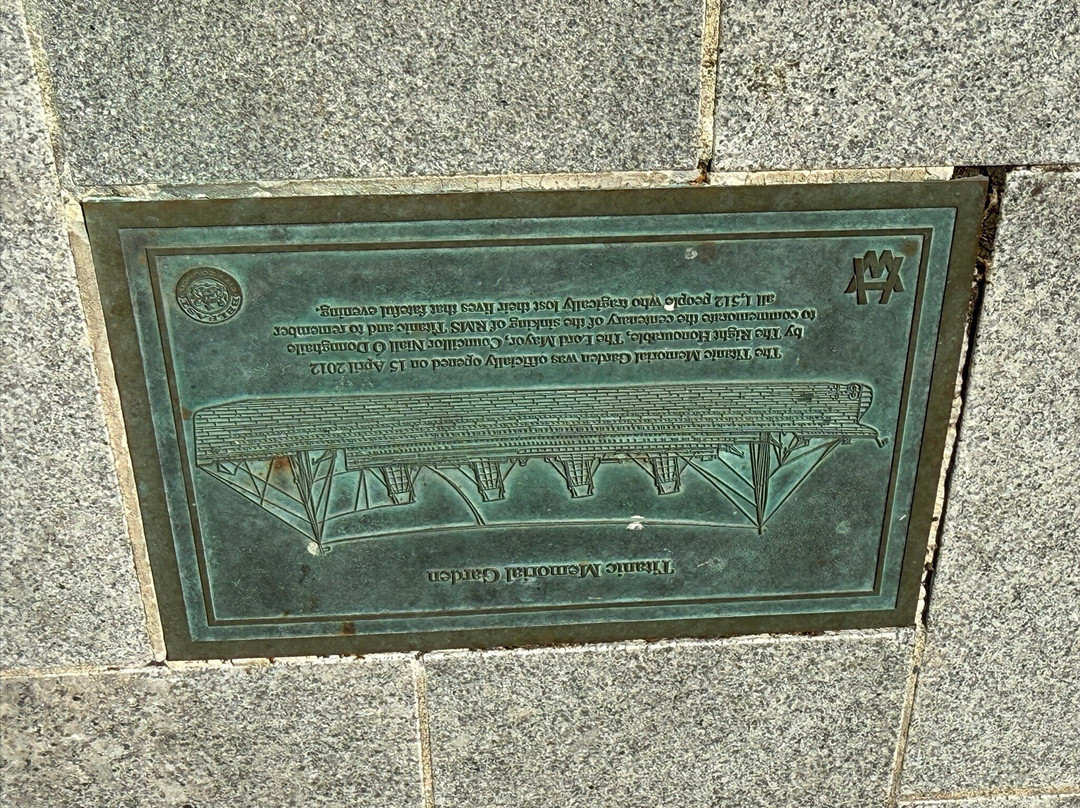 Titanic Memorial Garden
The Titanic Memorial Garden was officially opened on 15 April 2012
by The Right Honourable, The Lord Mayor, Councillor Niall Ó Donnghaile
to commemorate the centenary of the sinking of RMS Titanic and to remember
all 1,512 people who tragically lost their lives that fateful evening.